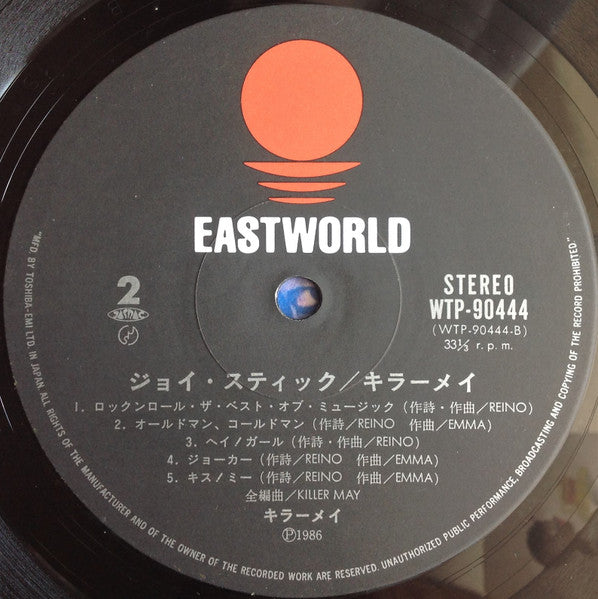 EASTWORLD
2
STEREO
WTP-90444
(WTP-90444-B)
33⅓ r.p.m.
ジョイ・スティック/キラーメイ
1. ロックンロール・ザ・ベスト・オブ・ミュージック(作詩・作曲/REINO)
2. オールドマン、コールドマン(作詩/REINO 作曲/EMMA)
3. ヘイノガール(作詩・作曲/REINO)
4. ジョーカー(作詩/REINO 作曲/EMMA)
5. キスノミー(作詩/REINO 作曲/EMMA)
全編曲/KILLER MAY
キラーメイ
Ⓟ1986
"MFD BY TOSHIBA-EMI LTD. IN JAPAN ALL RIGHTS OF THE MANUFACTURER AND OF THE OWNER OF THE RECORDED WORK ARE RESERVED. UNAUTHORIZED PUBLIC PERFORMANCE, BROADCASTING AND COPYING OF THE RECORD PROHIBITED."